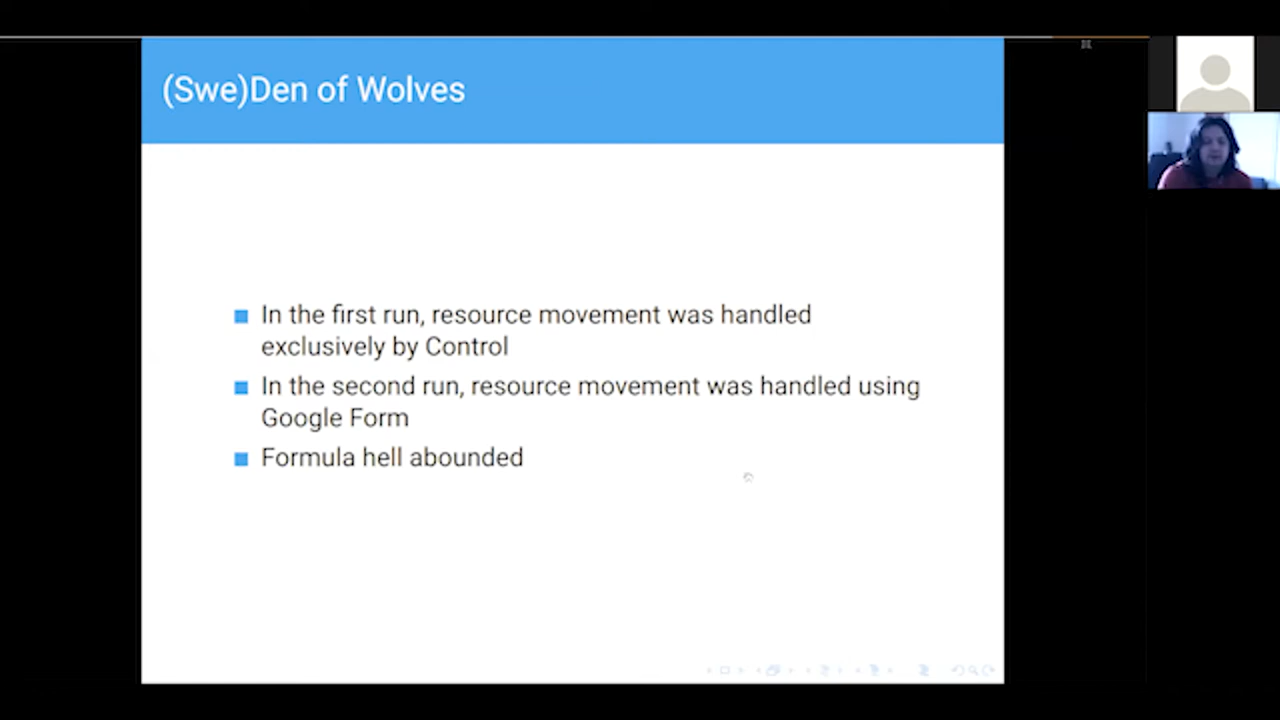 (Swe)Den of Wolves
In the first run, resource movement was handled
exclusively by Control
In the second run, resource movement was handled using
Google Form
Formula hell abounded